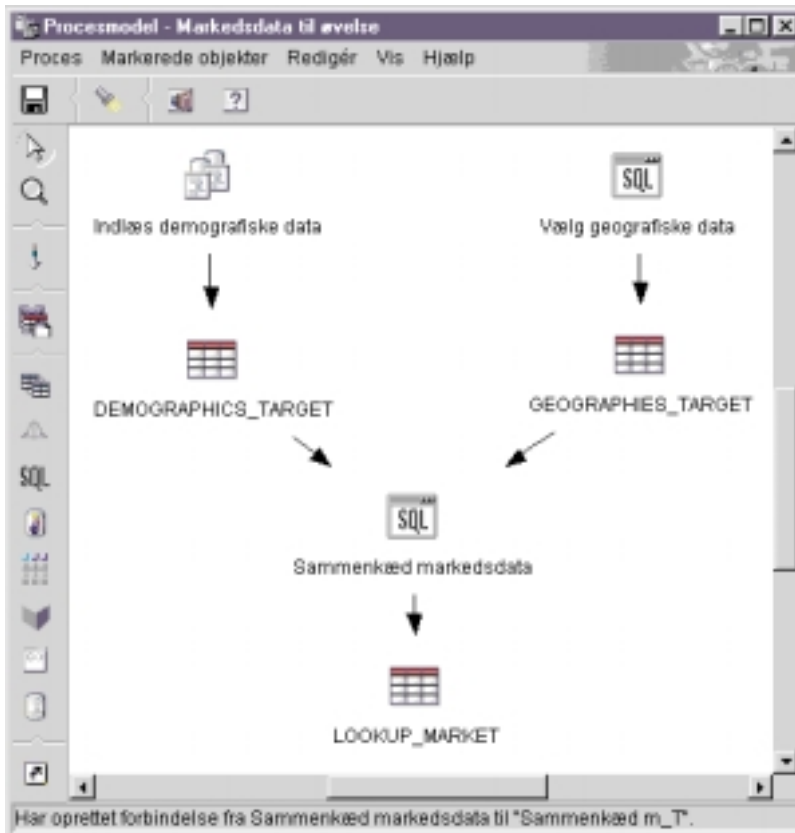 Procesmodel - Markedsdata til øvelse
Proces Markerede objekter Redigér Vis Hjælp
?
SQL
Indlæs demografiske data
Vælg geografiske data
DEMOGRAPHICS_TARGET
GEOGRAPHIES_TARGET
SQL
SQL
Sammenkæd markedsdata
LOOKUP_MARKET
Har oprettet forbindelse fra Sammenkæd markedsdata til "Sammenkæd m_T".